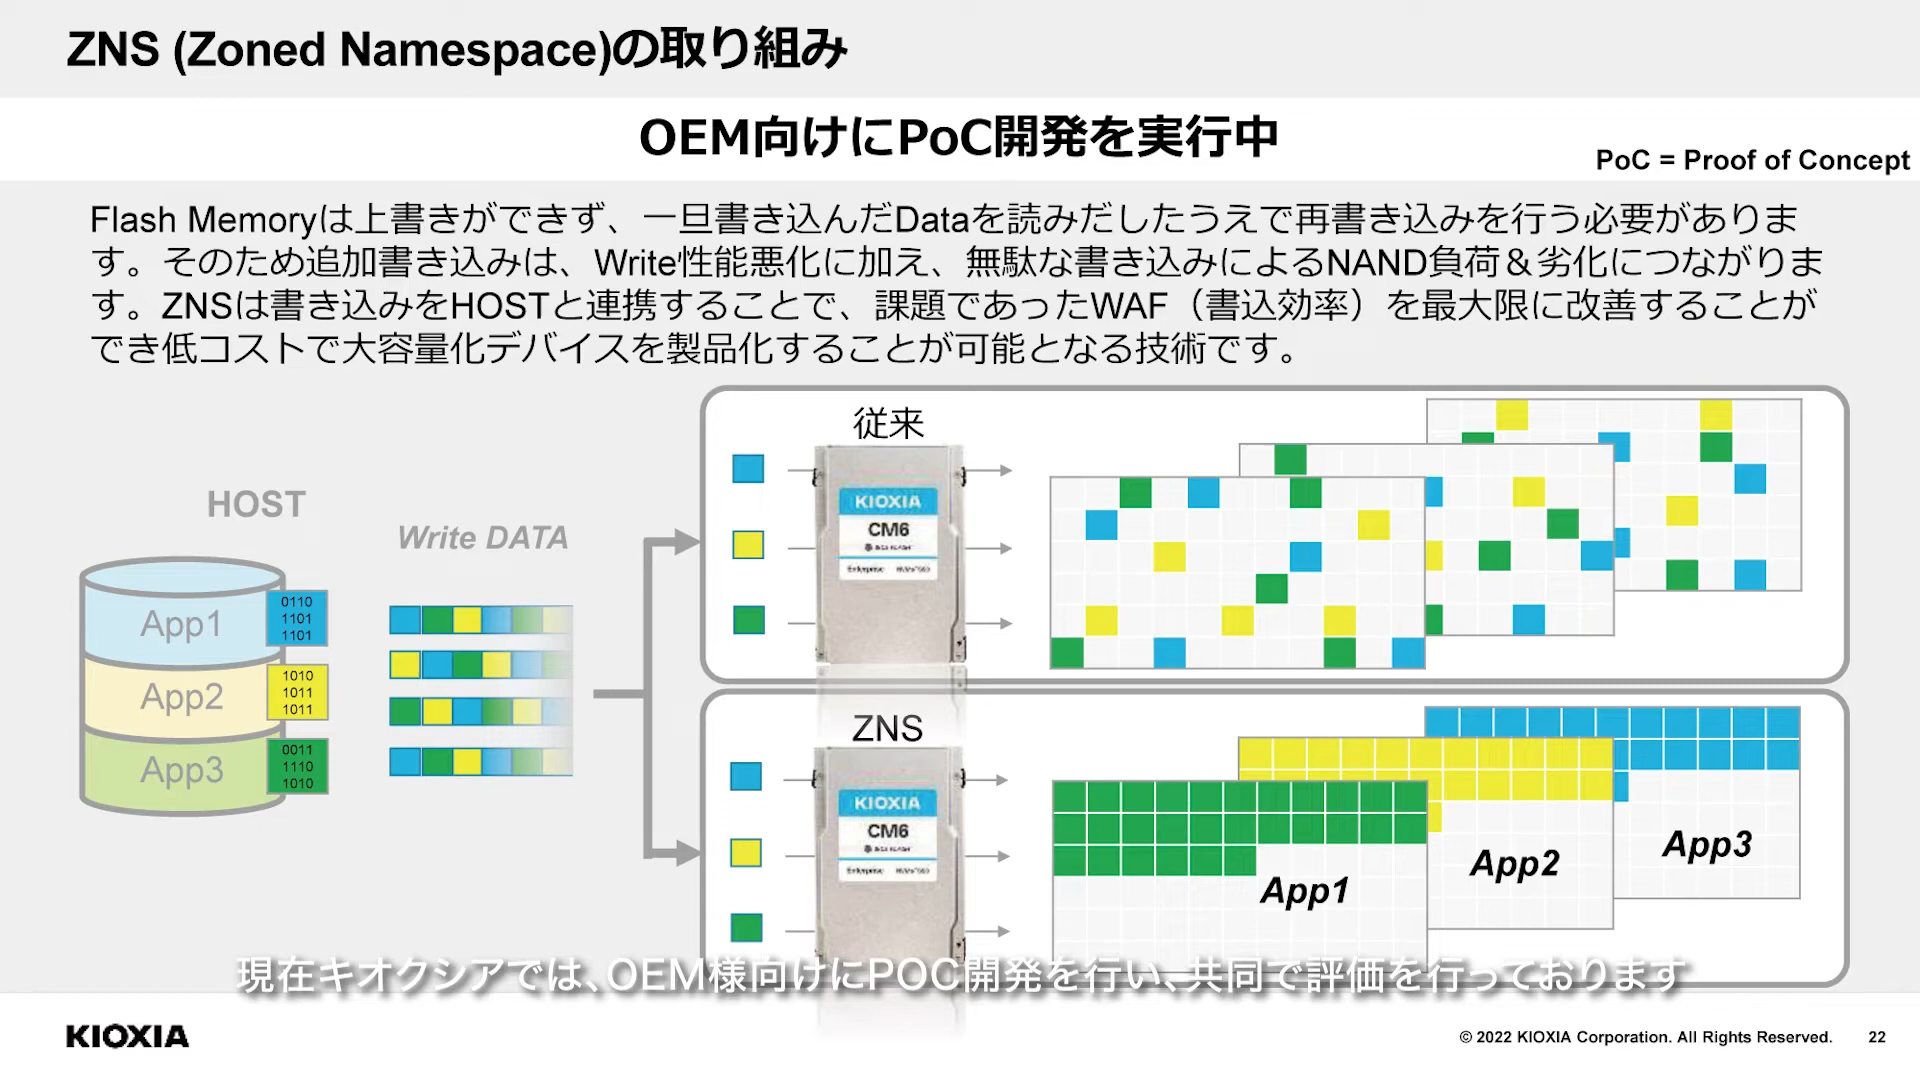 ZNS (Zoned Namespace)の取り組み
OEM向けにPoC開発を実行中
PoC = Proof of Concept
Flash Memoryは上書きができず、一旦書き込んだDataを読みだしたうえで再書き込みを行う必要がありま
す。そのため追加書き込みは、Write性能悪化に加え、無駄な書き込みによるNAND負荷＆劣化につながりま
す。ZNSは書き込みをHOSTと連携することで、課題であったWAF（書込効率）を最大限に改善することが
でき低コストで大容量化デバイスを製品化することが可能となる技術です。
HOST
Write DATA
App1
0110
1101
1101
App2
1010
1011
1011
App3
0011
1110
1010
従来
KIOXIA
CM6
Enterprise
ZNS
KIOXIA
CM6
Enterprise
App1
App2
App3
現在キオクシアでは、OEM様向けにPOC開発を行い、共同で評価を行っております
KIOXIA
© 2022 KIOXIA Corporation. All Rights Reserved.
22